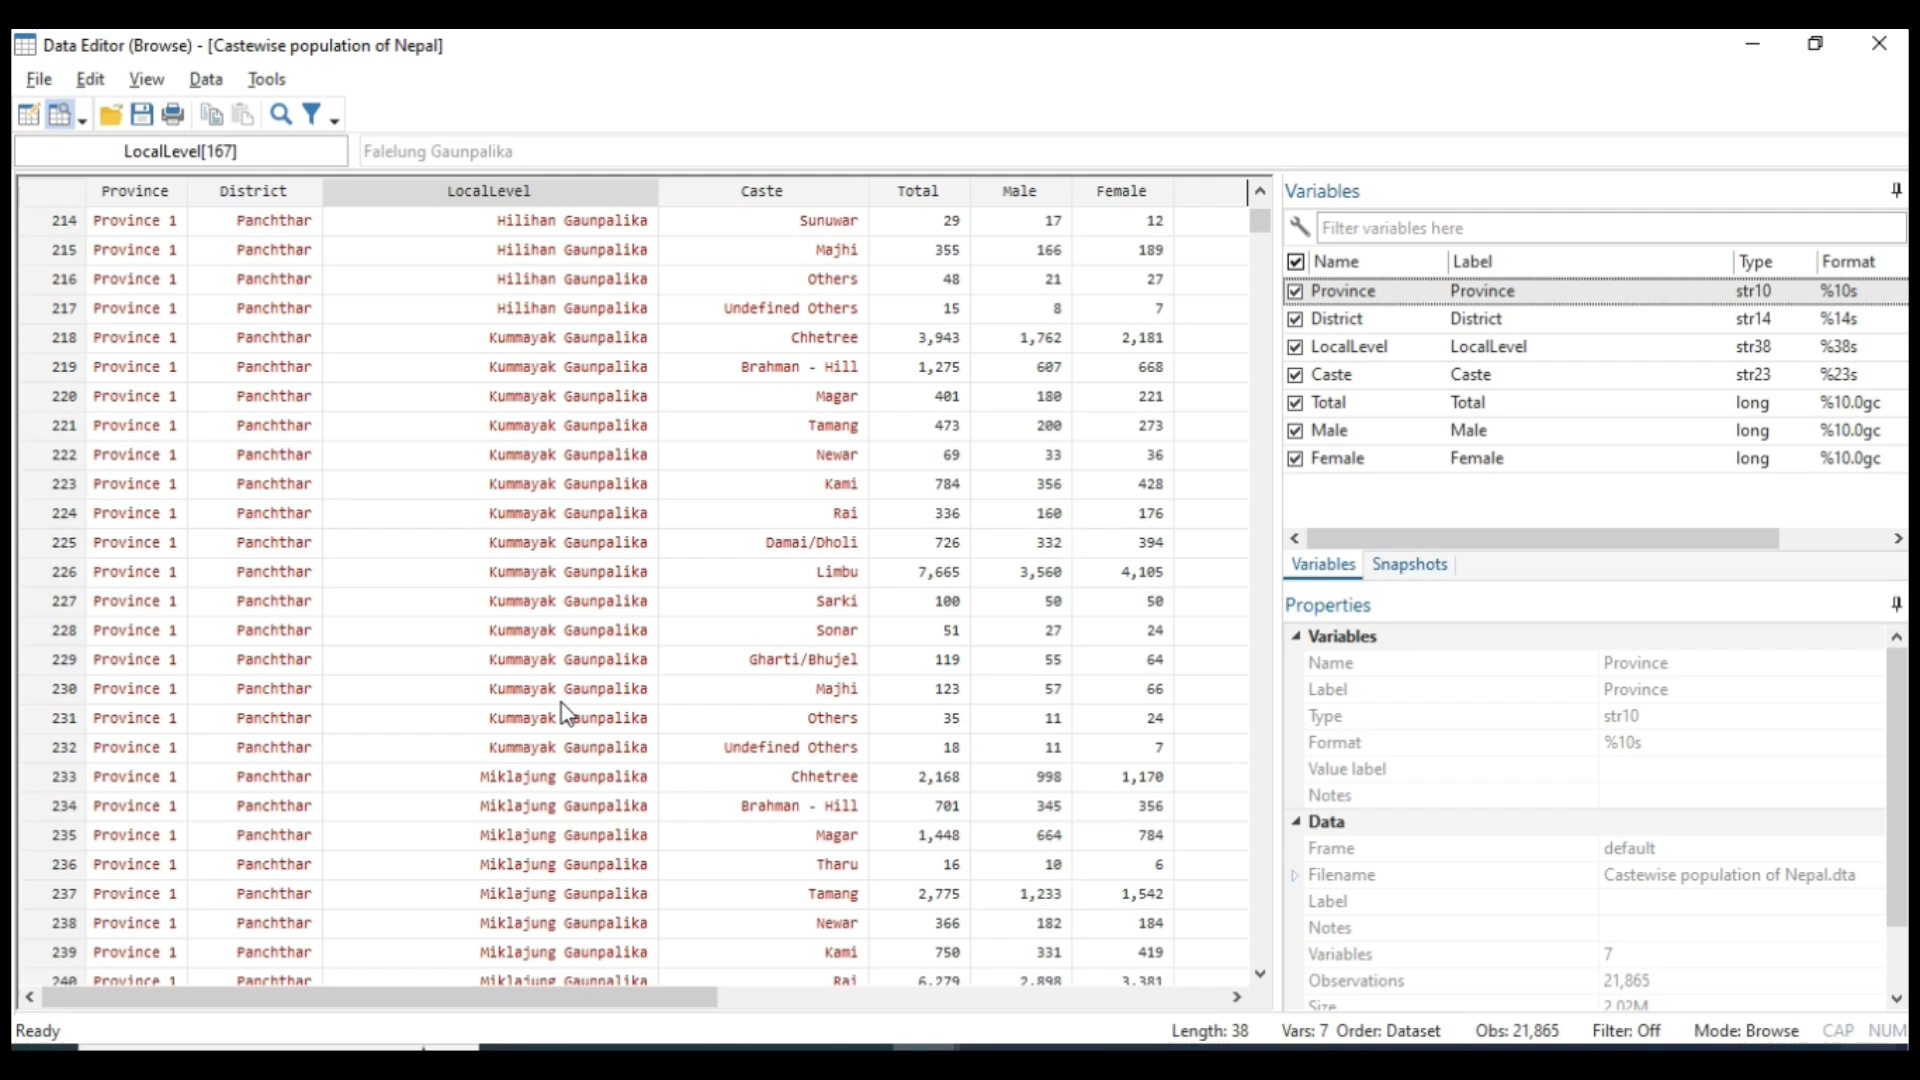 Data Editor (Browse) - [Castewise population of Nepal]
File Edit View Data Tools
LocalLevel[167] Falelung Gaunpalika
Province District LocalLevel Caste Total Male Female
214 Province 1 Panchthar Hilihan Gaunpalika Sunuwar 29 17 12
215 Province 1 Panchthar Hilihan Gaunpalika Majhi 355 166 189
216 Province 1 Panchthar Hilihan Gaunpalika Others 48 21 27
217 Province 1 Panchthar Hilihan Gaunpalika Undefined Others 15 8 7
218 Province 1 Panchthar Kummayak Gaunpalika Chhetree 3,943 1,762 2,181
219 Province 1 Panchthar Kummayak Gaunpalika Brahman - Hill 1,275 607 668
220 Province 1 Panchthar Kummayak Gaunpalika Magar 401 180 221
221 Province 1 Panchthar Kummayak Gaunpalika Tamang 473 200 273
222 Province 1 Panchthar Kummayak Gaunpalika Newar 69 33 36
223 Province 1 Panchthar Kummayak Gaunpalika Kami 784 356 428
224 Province 1 Panchthar Kummayak Gaunpalika Rai 336 160 176
225 Province 1 Panchthar Kummayak Gaunpalika Damai/Dholi 726 332 394
226 Province 1 Panchthar Kummayak Gaunpalika Limbu 7,665 3,560 4,105
227 Province 1 Panchthar Kummayak Gaunpalika Sarki 100 50 50
228 Province 1 Panchthar Kummayak Gaunpalika Sonar 51 27 24
229 Province 1 Panchthar Kummayak Gaunpalika Gharti/Bhujel 119 55 64
230 Province 1 Panchthar Kummayak Gaunpalika Majhi 123 57 66
231 Province 1 Panchthar Kummayak Gaunpalika Others 35 11 24
232 Province 1 Panchthar Kummayak Gaunpalika Undefined Others 18 11 7
233 Province 1 Panchthar Miklajung Gaunpalika Chhetree 2,168 998 1,170
234 Province 1 Panchthar Miklajung Gaunpalika Brahman - Hill 701 345 356
235 Province 1 Panchthar Miklajung Gaunpalika Magar 1,448 664 784
236 Province 1 Panchthar Miklajung Gaunpalika Tharu 16 10 6
237 Province 1 Panchthar Miklajung Gaunpalika Tamang 2,775 1,233 1,542
238 Province 1 Panchthar Miklajung Gaunpalika Newar 366 182 184
239 Province 1 Panchthar Miklajung Gaunpalika Kami 750 331 419
240 Province 1 Panchthar Miklajung Gaunpalika Rai 6,279 2,898 3,381
Variables
Filter variables here
Name Label Type Format
Province Province str10 %10s
District District str14 %14s
LocalLevel LocalLevel str38 %38s
Caste Caste str23 %23s
Total Total long %10.0gc
Male Male long %10.0gc
Female Female long %10.0gc
Variables Snapshots
Properties
Variables
Name Province
Label Province
Type str10
Format %10s
Value label
Notes
Data
Frame default
Filename Castewise population of Nepal.dta
Label
Notes
Variables 7
Observations 21,865
Size 2.02M
Ready Length: 38 Vars: 7 Order: Dataset Obs: 21,865 Filter: Off Mode: Browse CAP NUM